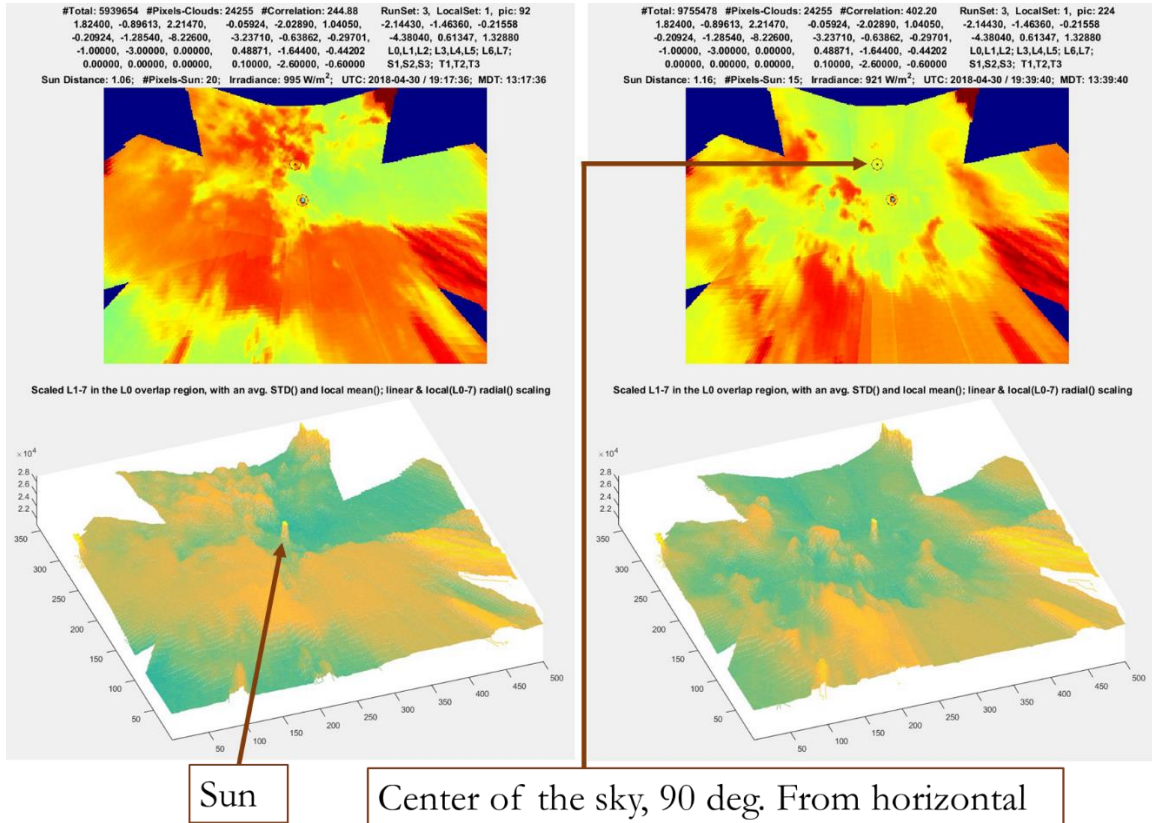 #Total: 5939654 #Pixels-Clouds: 24255 #Correlation: 244.88 RunSet: 3, LocalSet: 1, pic: 92
1.82400, -0.89613, 2.21470, -0.05924, -2.02890, 1.04050, -2.14430, -1.46360, -0.21558
-0.20924, -1.28540, -8.22600, -3.23710, -0.63862, -0.29701, -4.38040, 0.61347, 1.32880
-1.00000, -3.00000, 0.00000, 0.48871, -1.64400, -0.44202 L0,L1,L2; L3,L4,L5; L6,L7;
0.00000, 0.00000, 0.00000, 0.10000, -2.60000, -0.60000 S1,S2,S3; T1,T2,T3
Sun Distance: 1.06; #Pixels-Sun: 20; Irradiance: 995 W/m²; UTC: 2018-04-30 / 19:17:36; MDT: 13:17:36
Scaled L1-7 in the L0 overlap region, with an avg. STD() and local mean(); linear & local(L0-7) radial() scaling
× 10⁴
2.8
2.6
2.4
2.2
350
300
250
200
150
100
50
50
100
150
200
250
300
350
400
450
500
Sun
#Total: 9755478 #Pixels-Clouds: 24255 #Correlation: 402.20 RunSet: 3, LocalSet: 1, pic: 224
1.82400, -0.89613, 2.21470, -0.05924, -2.02890, 1.04050, -2.14430, -1.46360, -0.21558
-0.20924, -1.28540, -8.22600, -3.23710, -0.63862, -0.29701, -4.38040, 0.61347, 1.32880
-1.00000, -3.00000, 0.00000, 0.48871, -1.64400, -0.44202 L0,L1,L2; L3,L4,L5; L6,L7;
0.00000, 0.00000, 0.00000, 0.10000, -2.60000, -0.60000 S1,S2,S3; T1,T2,T3
Sun Distance: 1.16; #Pixels-Sun: 15; Irradiance: 921 W/m²; UTC: 2018-04-30 / 19:39:40; MDT: 13:39:40
Scaled L1-7 in the L0 overlap region, with an avg. STD() and local mean(); linear & local(L0-7) radial() scaling
× 10⁴
2.8
2.6
2.4
2.2
350
300
250
200
150
100
50
50
100
150
200
250
300
350
400
450
500
Center of the sky, 90 deg. From horizontal